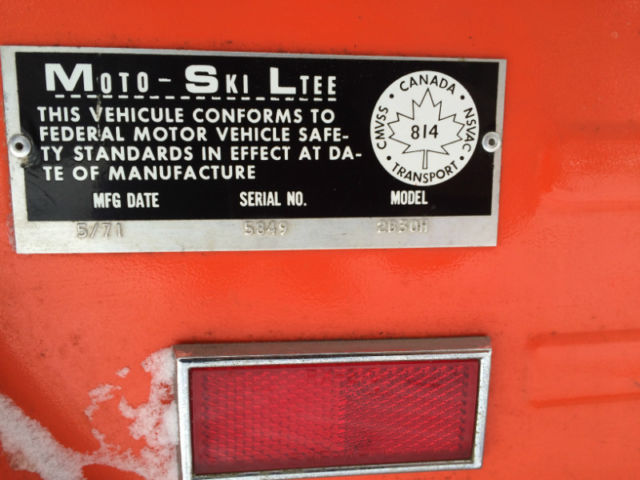 MOTO-SKI LTEE
THIS VEHICULE CONFORMS TO
FEDERAL MOTOR VEHICLE SAFE-
TY STANDARDS IN EFFECT AT DA-
TE OF MANUFACTURE
CANADA
CMVSS
814
NSVAC
TRANSPORT
MFG DATE SERIAL NO. MODEL
5/71 5849